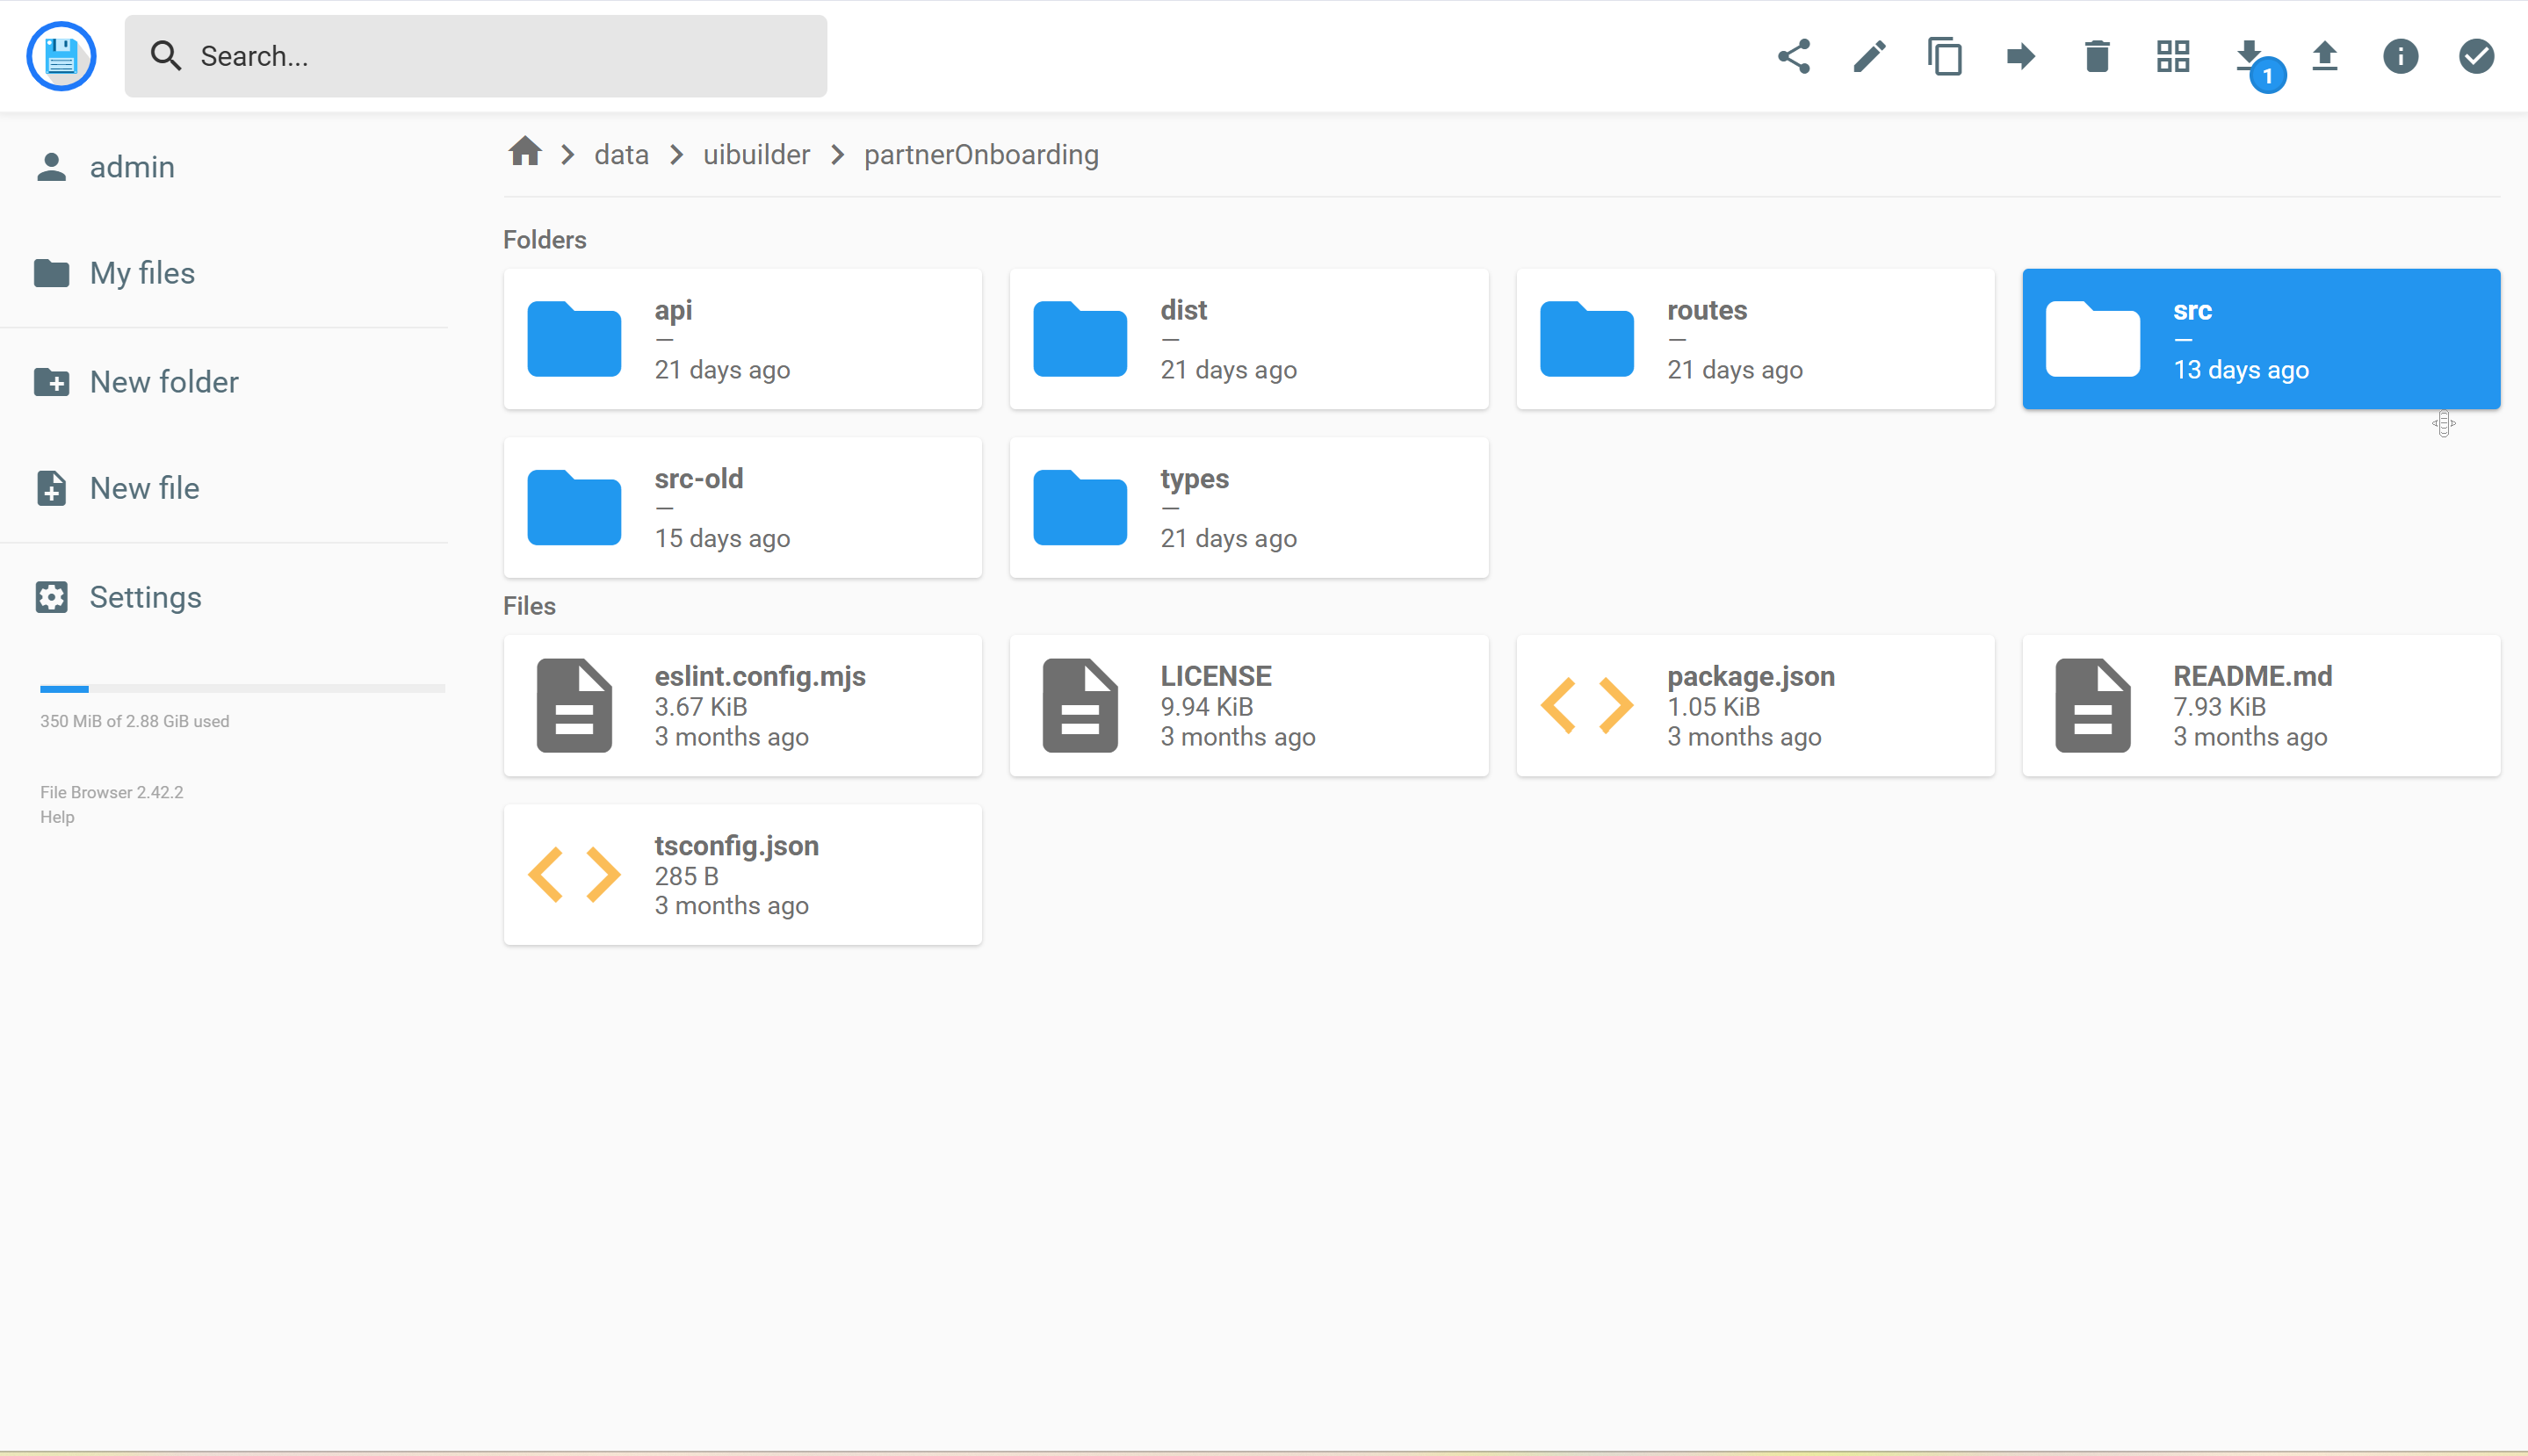 Search...
1
admin
My files
New folder
New file
Settings
350 MiB of 2.88 GiB used
File Browser 2.42.2
Help
data
uibuilder
partnerOnboarding
Folders
api
—
21 days ago
dist
—
21 days ago
routes
—
21 days ago
src
—
13 days ago
src-old
—
15 days ago
types
—
21 days ago
Files
eslint.config.mjs
3.67 KiB
3 months ago
LICENSE
9.94 KiB
3 months ago
package.json
1.05 KiB
3 months ago
README.md
7.93 KiB
3 months ago
tsconfig.json
285 B
3 months ago